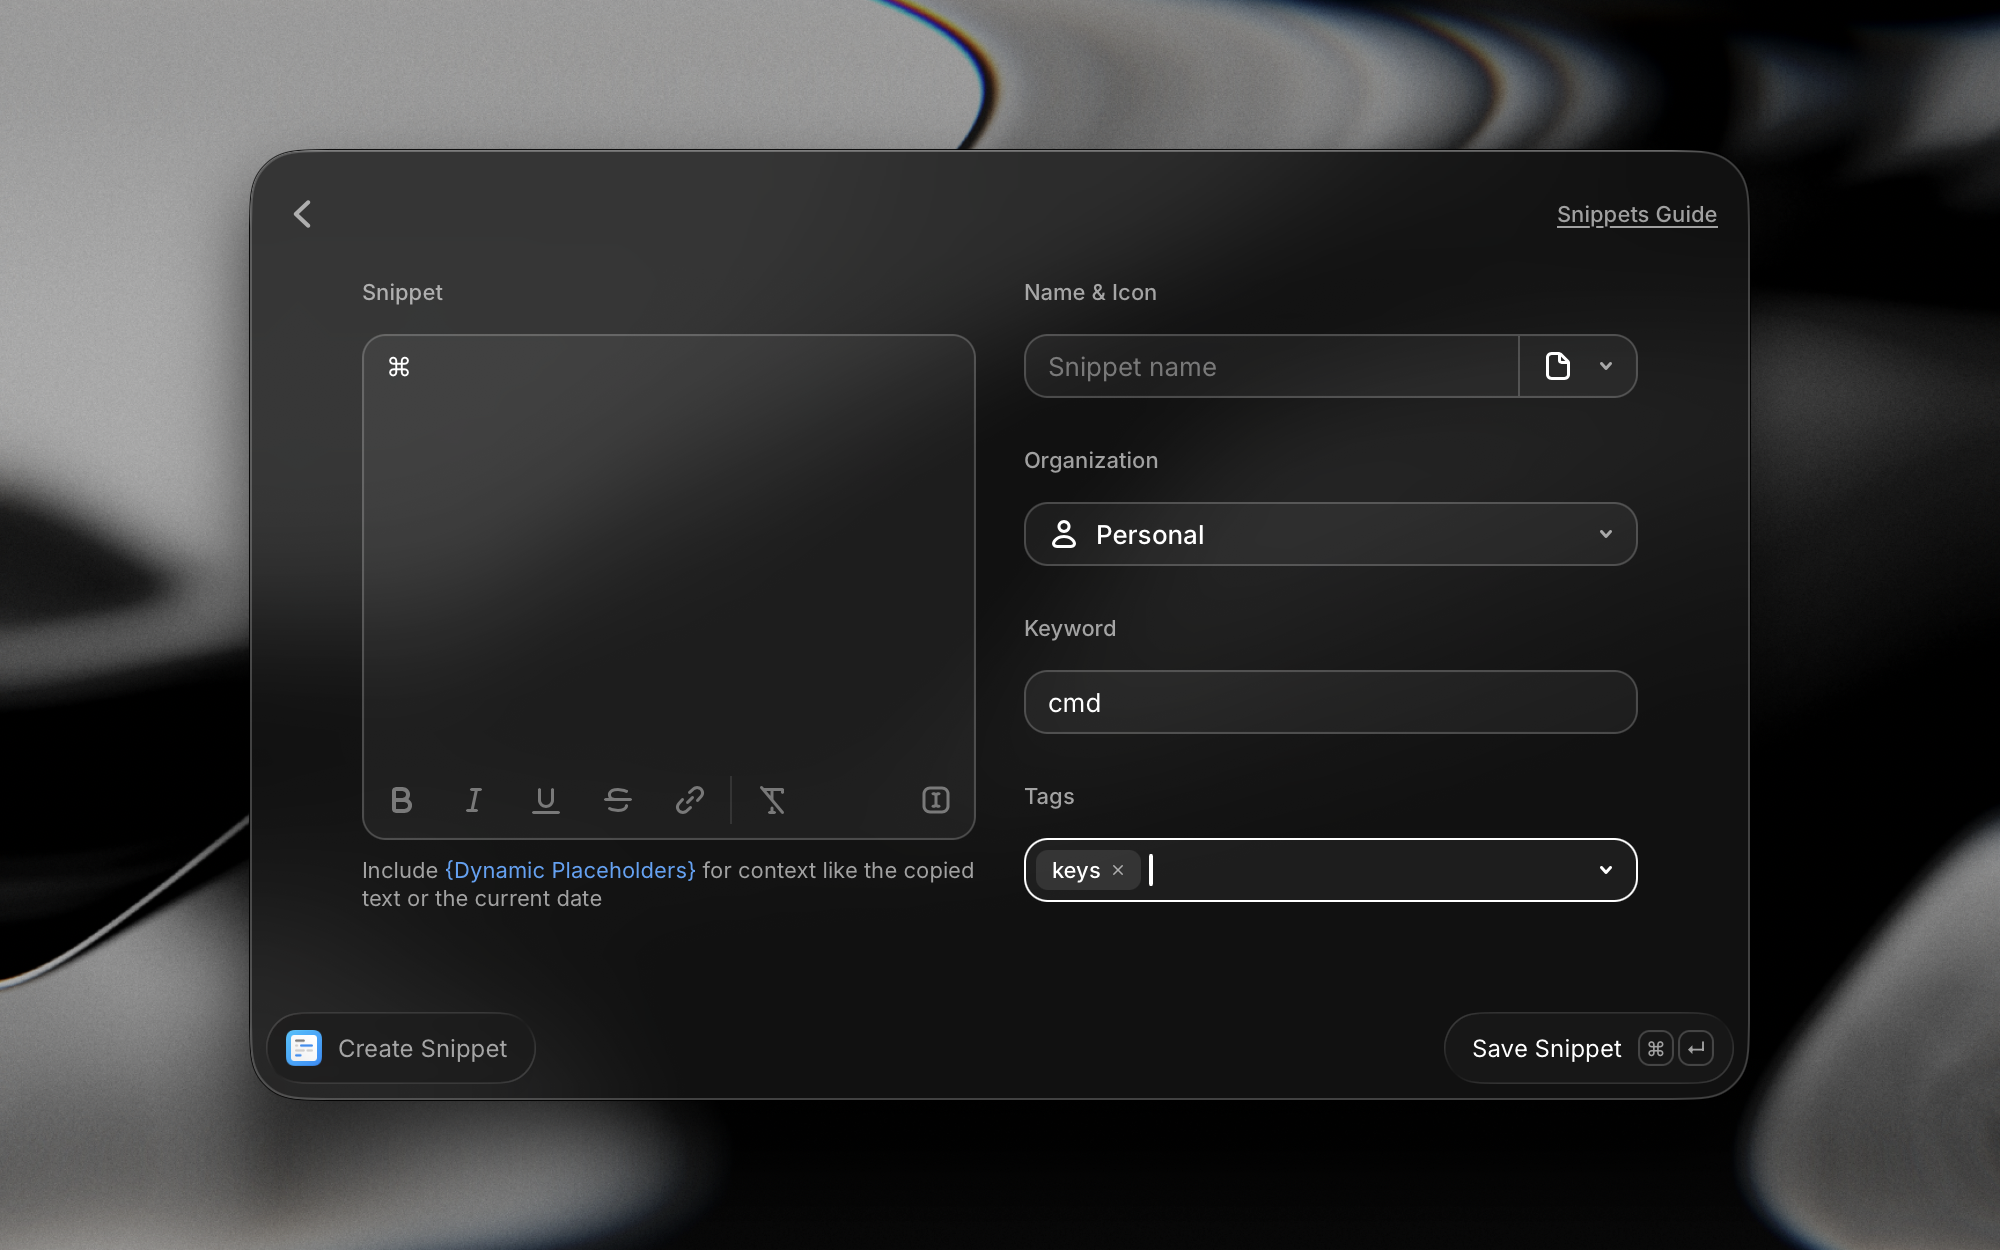 Snippets Guide
Snippet
⌘
Include {Dynamic Placeholders} for context like the copied
text or the current date
Name & Icon
Snippet name
Organization
Personal
Keyword
cmd
Tags
keys ×
Create Snippet
Save Snippet ⌘ ↵